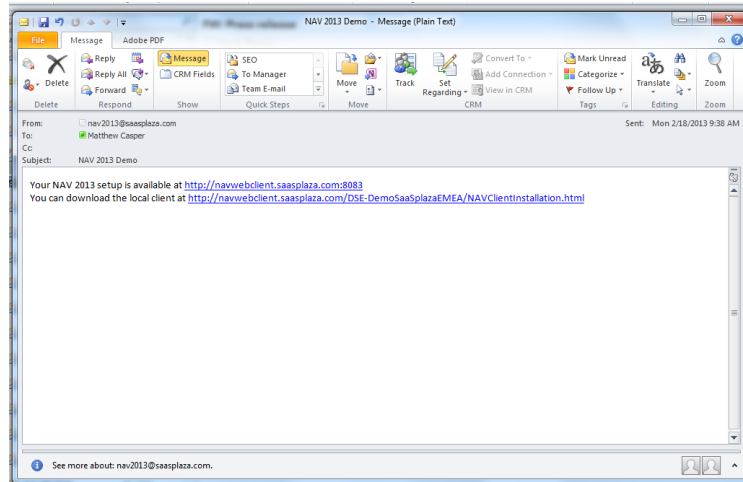 NAV 2013 Demo - Message (Plain Text)
File Message Adobe PDF
Delete
Reply
Reply All
Forward
Message
CRM Fields
SEO
To Manager
Team E-mail
Move
Track
Set Regarding
Convert To
Add Connection
View in CRM
Mark Unread
Categorize
Follow Up
Translate
Zoom
Delete Respond Show Quick Steps Move CRM Tags Editing Zoom
From: nav2013@saasplaza.com Sent: Mon 2/18/2013 9:38 AM
To: Matthew Casper
Cc:
Subject: NAV 2013 Demo
Your NAV 2013 setup is available at http://navwebclient.saasplaza.com:8083
You can download the local client at http://navwebclient.saasplaza.com/DSE-DemoSaaSplazaEMEA/NAVClientInstallation.html
See more about: nav2013@saasplaza.com.